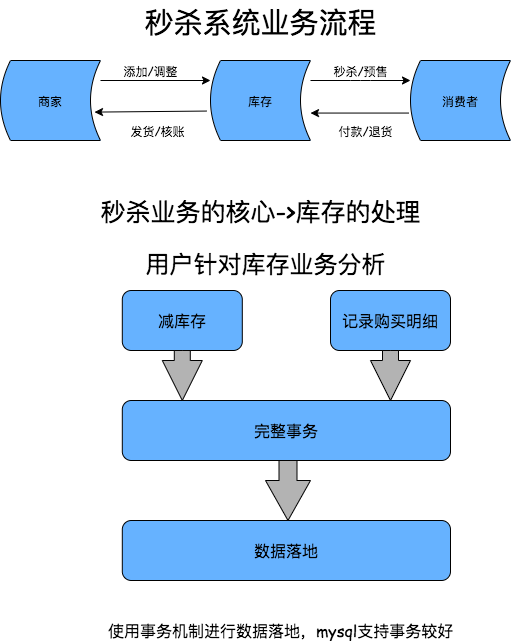 秒杀系统业务流程
添加/调整
秒杀/预售
商家
库存
消费者
发货/核账
付款/退货
秒杀业务的核心->库存的处理
用户针对库存业务分析
减库存
记录购买明细
完整事务
数据落地
使用事务机制进行数据落地，mysql支持事务较好